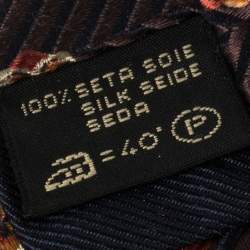 100% SETA SOIE
SILK SEIDE
SEDA
=40° P